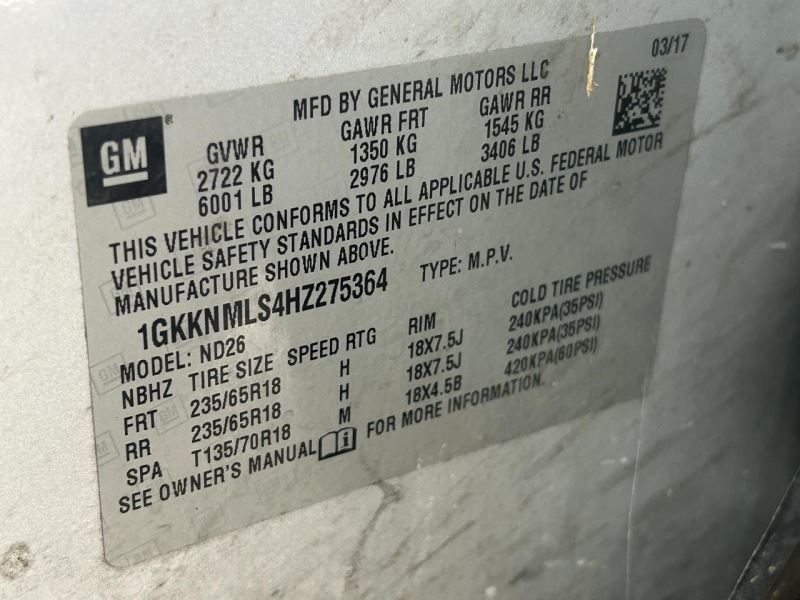 03/17
MFD BY GENERAL MOTORS LLC
GM®
GVWR GAWR FRT GAWR RR
2722 KG 1350 KG 1545 KG
6001 LB 2976 LB 3406 LB
THIS VEHICLE CONFORMS TO ALL APPLICABLE U.S. FEDERAL MOTOR
VEHICLE SAFETY STANDARDS IN EFFECT ON THE DATE OF
MANUFACTURE SHOWN ABOVE.
1GKKNMLS4HZ275364 TYPE: M.P.V.
MODEL: ND26
NBHZ TIRE SIZE SPEED RTG RIM COLD TIRE PRESSURE
FRT 235/65R18 H 18X7.5J 240KPA(35PSI)
RR 235/65R18 H 18X7.5J 240KPA(35PSI)
SPA T135/70R18 M 18X4.5B 420KPA(60PSI)
SEE OWNER'S MANUAL FOR MORE INFORMATION.